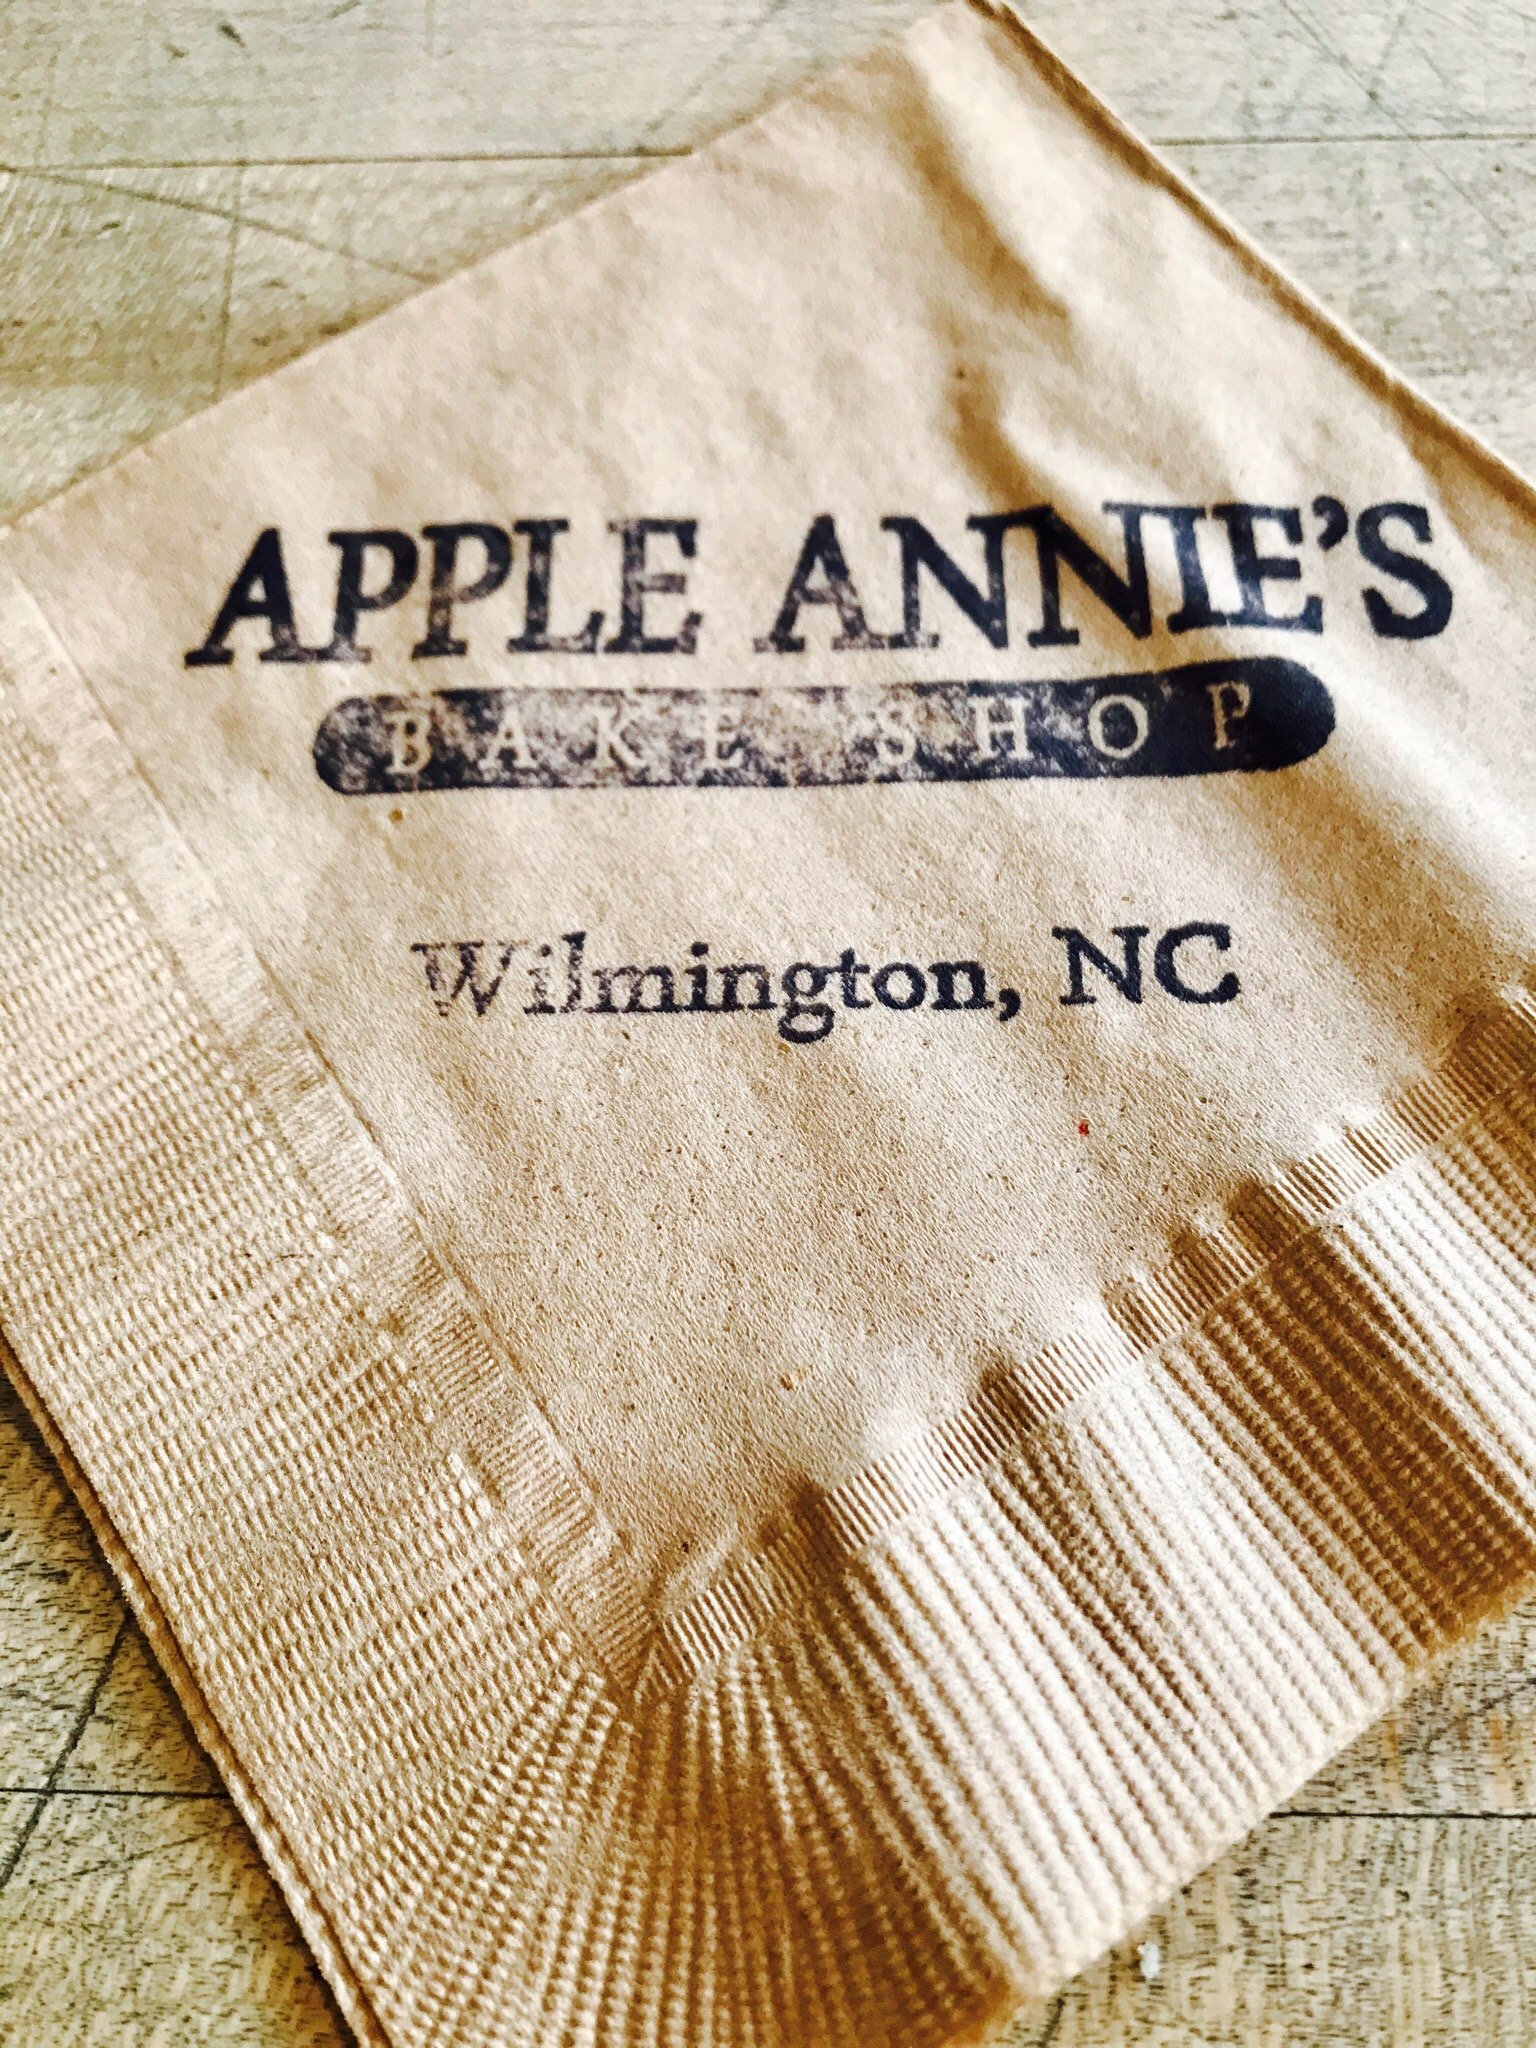 APPLE ANNIE'S
BAKE SHOP
Wilmington, NC